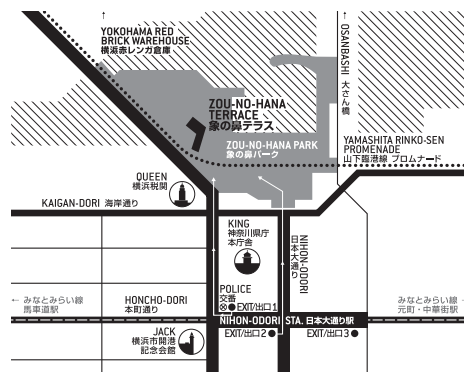 ↑
YOKOHAMA RED
BRICK WAREHOUSE
横浜赤レンガ倉庫
↑
OSANBASHI 大さん橋
ZOU-NO-HANA
TERRACE
象の鼻テラス
ZOU-NO-HANA PARK
象の鼻パーク
YAMASHITA RINKO-SEN
PROMENADE
山下臨港線 プロムナード
QUEEN
横浜税関
KAIGAN-DORI 海岸通り
KING
神奈川県庁
本庁舎
NIHON-ODORI
日本大通り
POLICE
交番
EXIT/出口1
← みなとみらい線
馬車道駅
HONCHO-DORI
本町通り
みなとみらい線 →
元町・中華街駅
NIHON-ODORI STA. 日本大通り駅
JACK
横浜市開港
記念会館
EXIT/出口2
EXIT/出口3